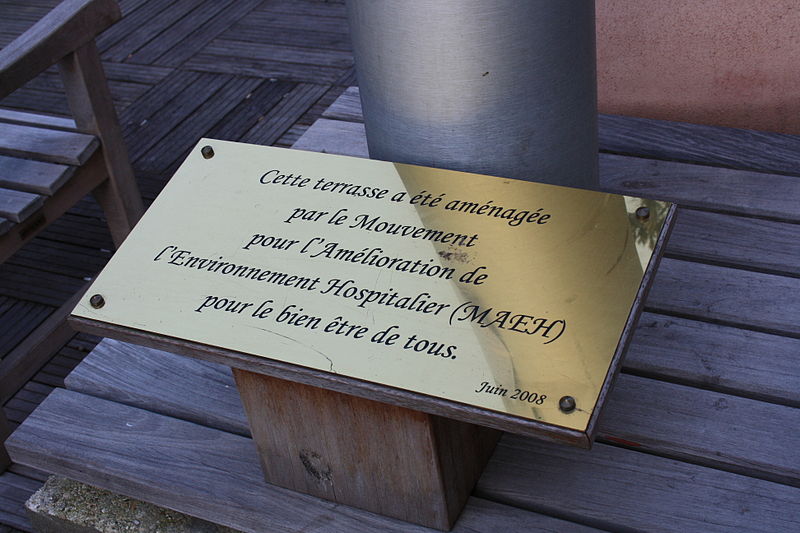 Cette terrasse a été aménagée
par le Mouvement
pour l'Amélioration de
l'Environnement Hospitalier (MAEH)
pour le bien être de tous.
Juin 2008